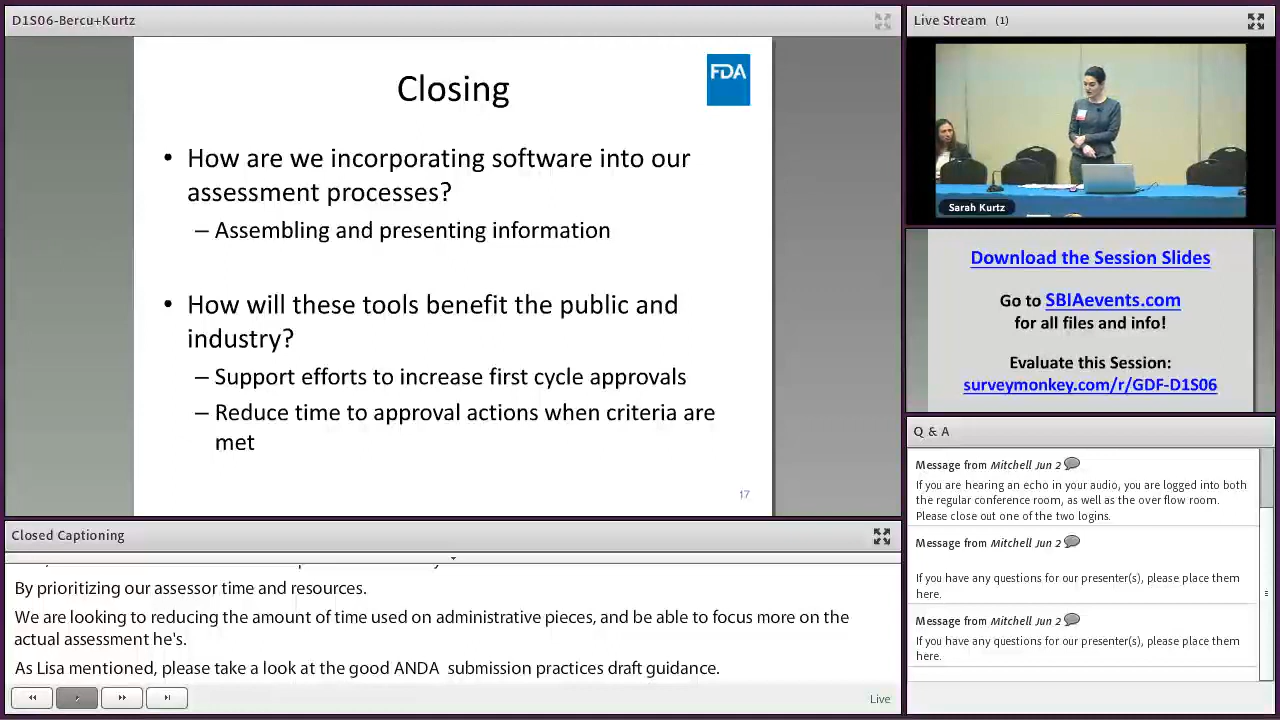 D1S06-Bercu+Kurtz
FDA
Closing
• How are we incorporating software into our
assessment processes?
– Assembling and presenting information
• How will these tools benefit the public and
industry?
– Support efforts to increase first cycle approvals
– Reduce time to approval actions when criteria are
met
17
Closed Captioning
By prioritizing our assessor time and resources.
We are looking to reducing the amount of time used on administrative pieces, and be able to focus more on the
actual assessment he's.
As Lisa mentioned, please take a look at the good ANDA submission practices draft guidance.
Live
Live Stream (1)
Sarah Kurtz
Download the Session Slides
Go to SBIAevents.com
for all files and info!
Evaluate this Session:
surveymonkey.com/r/GDF-D1S06
Q & A
Message from Mitchell Jun 2
If you are hearing an echo in your audio, you are logged into both
the regular conference room, as well as the over flow room.
Please close out one of the two logins.
Message from Mitchell Jun 2
If you have any questions for our presenter(s), please place them
here.
Message from Mitchell Jun 2
If you have any questions for our presenter(s), please place them
here.